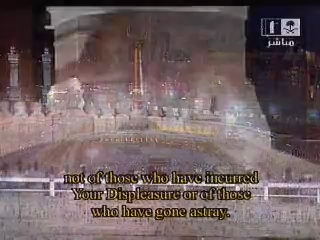 مباشر
not of those who have incurred
Your Displeasure or of those
who have gone astray.